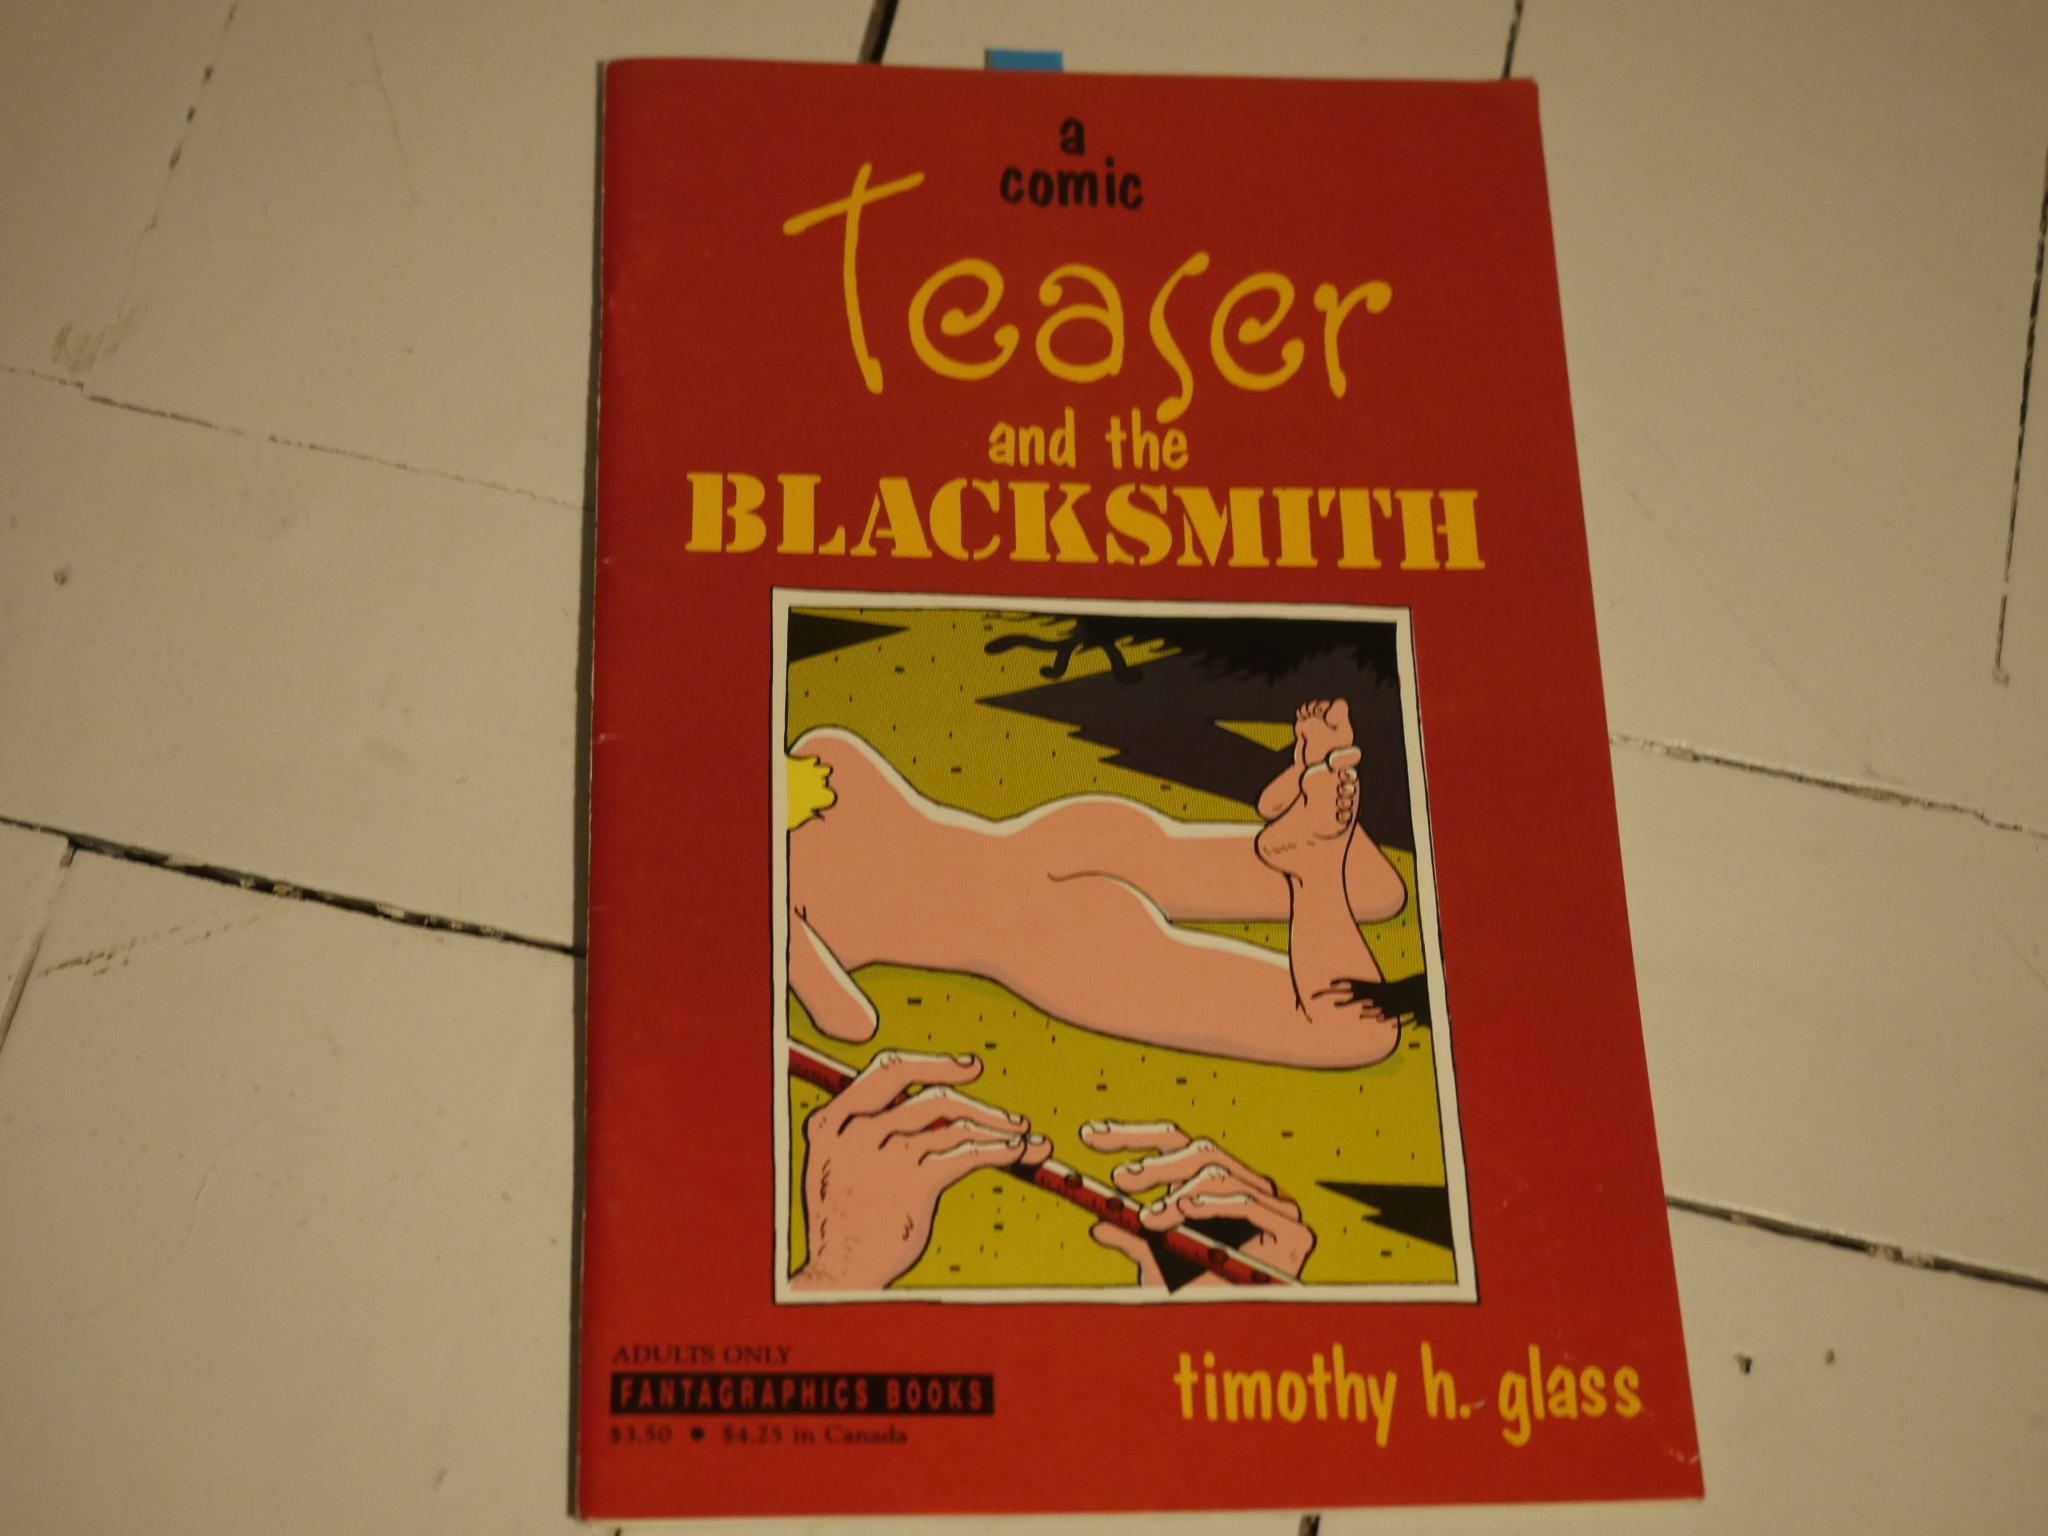 a
comic
Teaser
and the
BLACKSMITH
ADULTS ONLY
FANTAGRAPHICS BOOKS
$3.50 • $4.25 in Canada
timothy h. glass